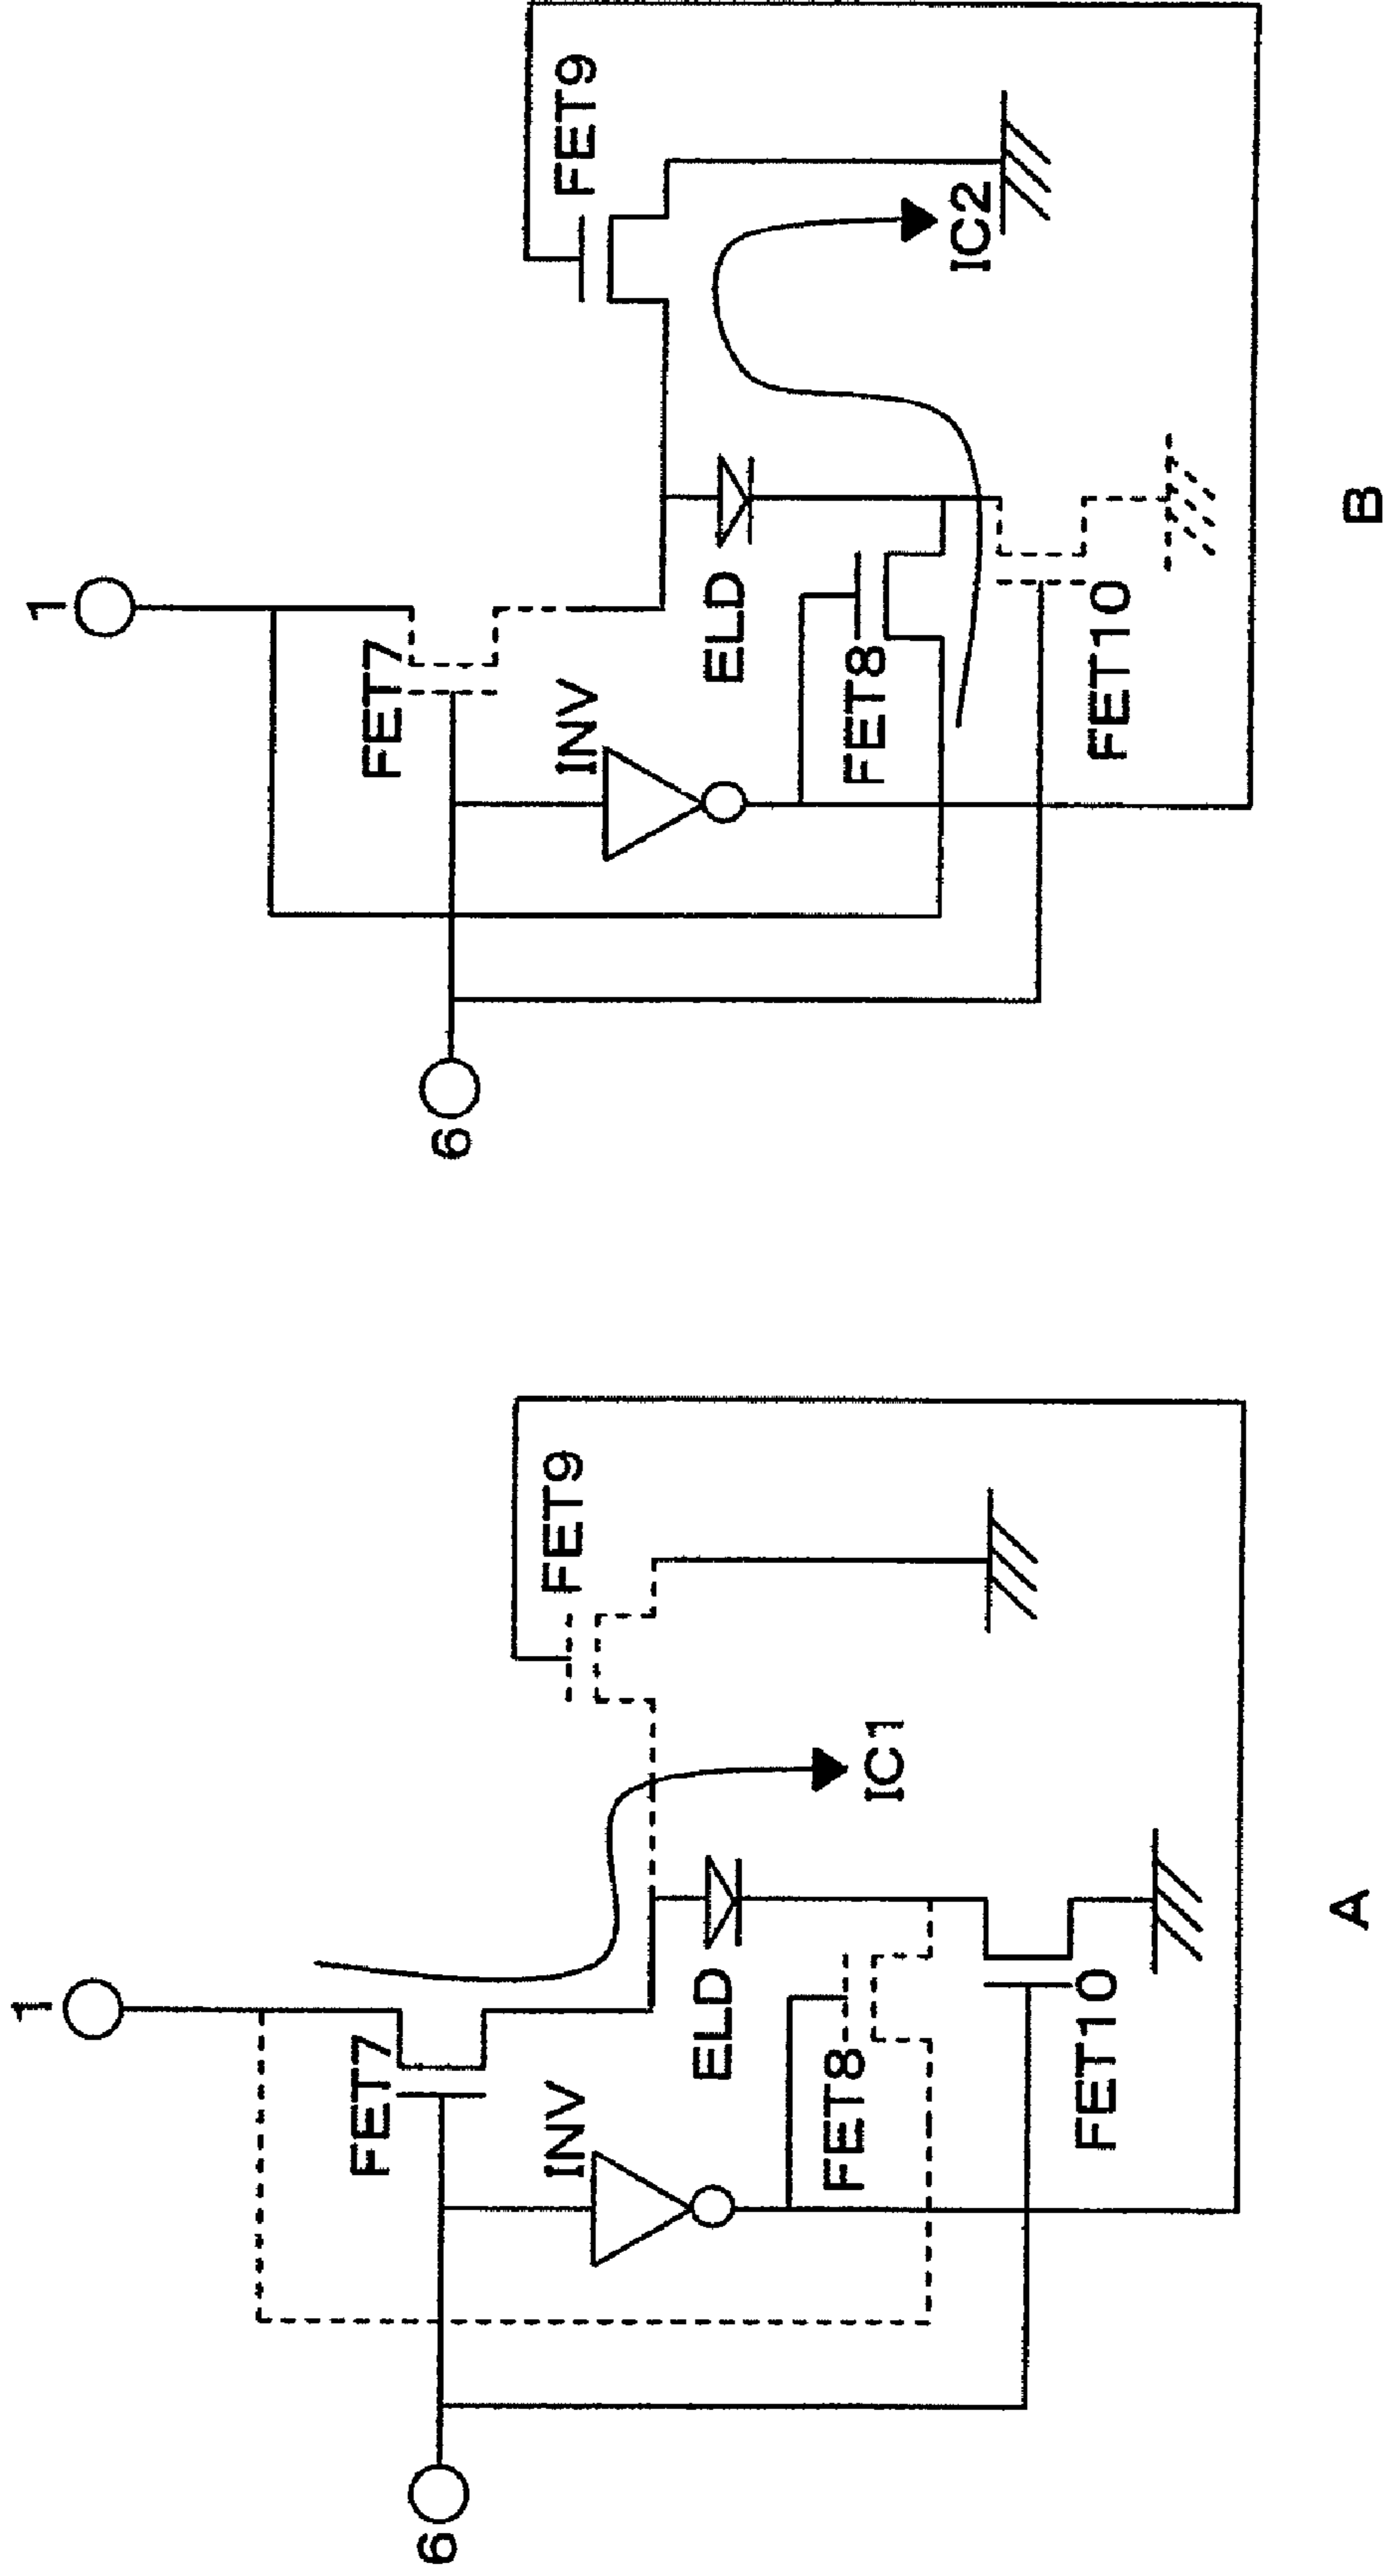 1
6
FET7
INV
ELD
FET8
FET9
FET10
IC1
A
1
6
FET7
INV
ELD
FET8
FET9
FET10
IC2
B